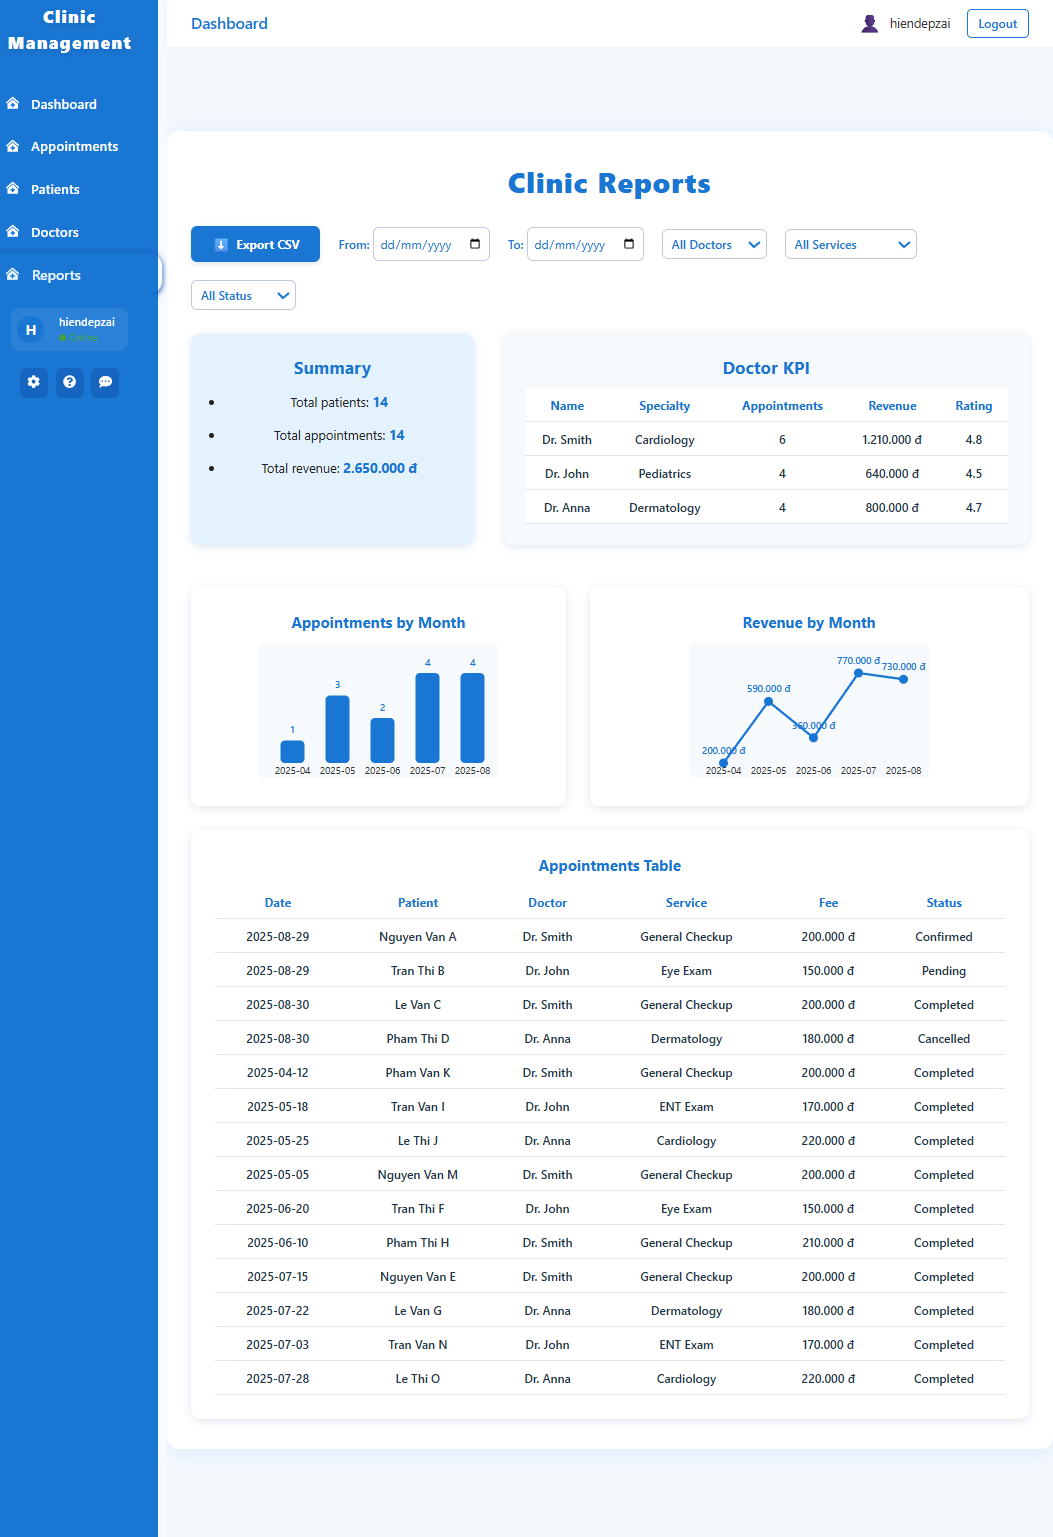 Clinic
Management
Dashboard
Appointments
Patients
Doctors
Reports
H
hiendepzai
Online
Dashboard
hiendepzai
Logout
Clinic Reports
Export CSV
From: dd/mm/yyyy
To: dd/mm/yyyy
All Doctors
All Services
All Status
Summary
Total patients: 14
Total appointments: 14
Total revenue: 2.650.000 đ
Doctor KPI
Name Specialty Appointments Revenue Rating
Dr. Smith Cardiology 6 1.210.000 đ 4.8
Dr. John Pediatrics 4 640.000 đ 4.5
Dr. Anna Dermatology 4 800.000 đ 4.7
Appointments by Month
1 3 2 4 4
2025-04 2025-05 2025-06 2025-07 2025-08
Revenue by Month
200.000 đ 590.000 đ 360.000 đ 770.000 đ 730.000 đ
2025-04 2025-05 2025-06 2025-07 2025-08
Appointments Table
Date Patient Doctor Service Fee Status
2025-08-29 Nguyen Van A Dr. Smith General Checkup 200.000 đ Confirmed
2025-08-29 Tran Thi B Dr. John Eye Exam 150.000 đ Pending
2025-08-30 Le Van C Dr. Smith General Checkup 200.000 đ Completed
2025-08-30 Pham Thi D Dr. Anna Dermatology 180.000 đ Cancelled
2025-04-12 Pham Van K Dr. Smith General Checkup 200.000 đ Completed
2025-05-18 Tran Van I Dr. John ENT Exam 170.000 đ Completed
2025-05-25 Le Thi J Dr. Anna Cardiology 220.000 đ Completed
2025-05-05 Nguyen Van M Dr. Smith General Checkup 200.000 đ Completed
2025-06-20 Tran Thi F Dr. John Eye Exam 150.000 đ Completed
2025-06-10 Pham Thi H Dr. Smith General Checkup 210.000 đ Completed
2025-07-15 Nguyen Van E Dr. Smith General Checkup 200.000 đ Completed
2025-07-22 Le Van G Dr. Anna Dermatology 180.000 đ Completed
2025-07-03 Tran Van N Dr. John ENT Exam 170.000 đ Completed
2025-07-28 Le Thi O Dr. Anna Cardiology 220.000 đ Completed